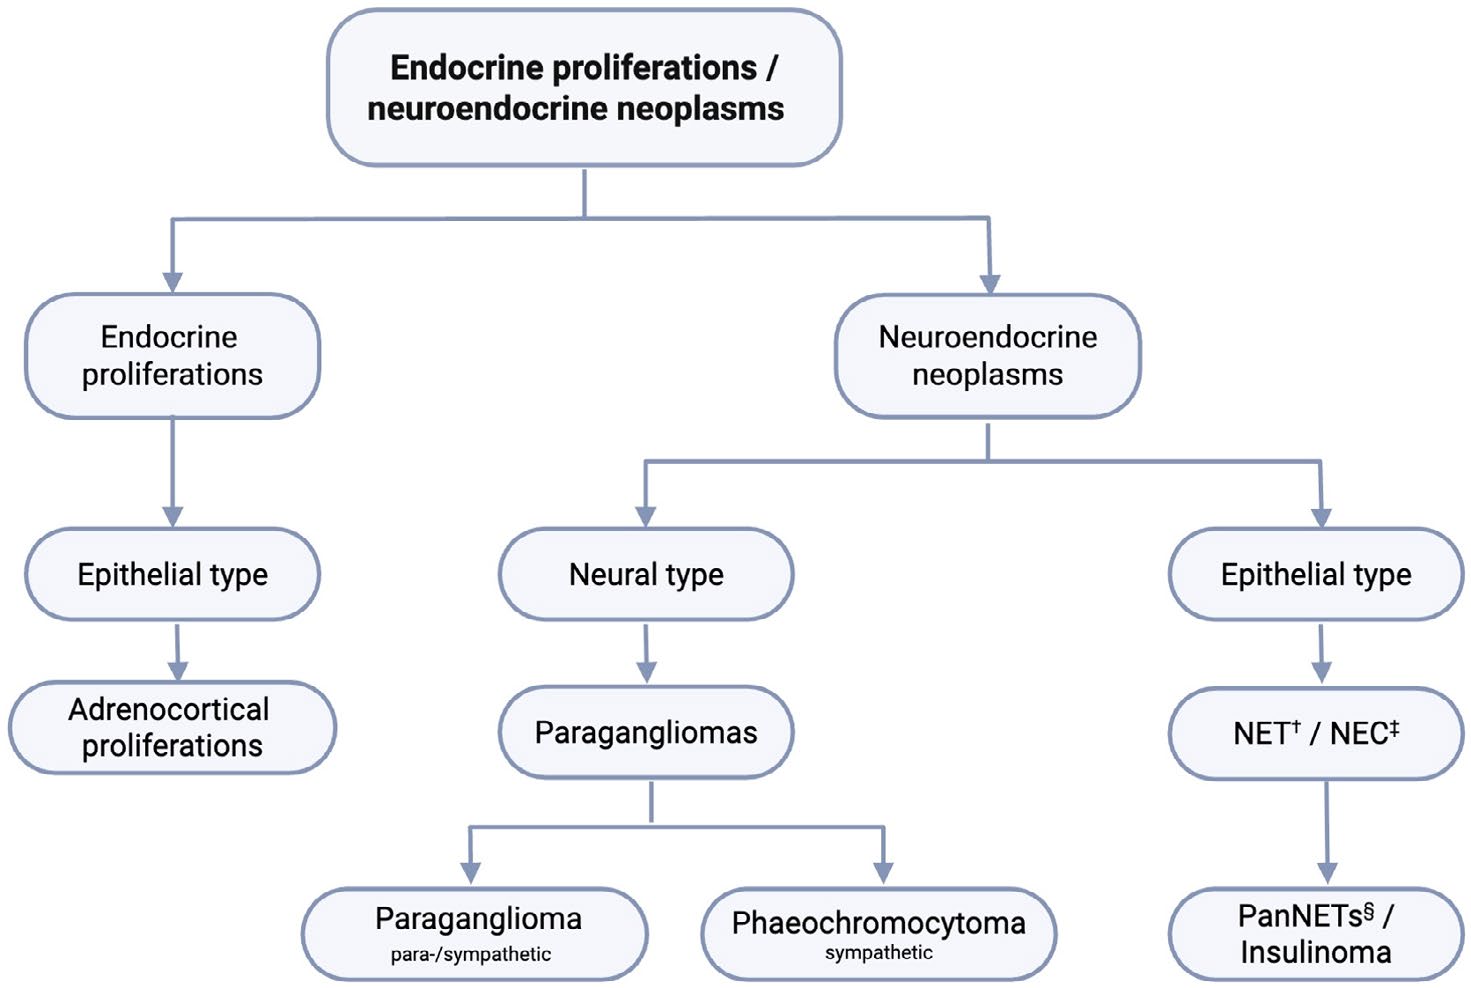 Endocrine proliferations /
neuroendocrine neoplasms
Endocrine
proliferations
Neuroendocrine
neoplasms
Epithelial type
Neural type
Epithelial type
Adrenocortical
proliferations
Paragangliomas
NET† / NEC‡
Paraganglioma
para-/sympathetic
Phaeochromocytoma
sympathetic
PanNETs§ /
Insulinoma